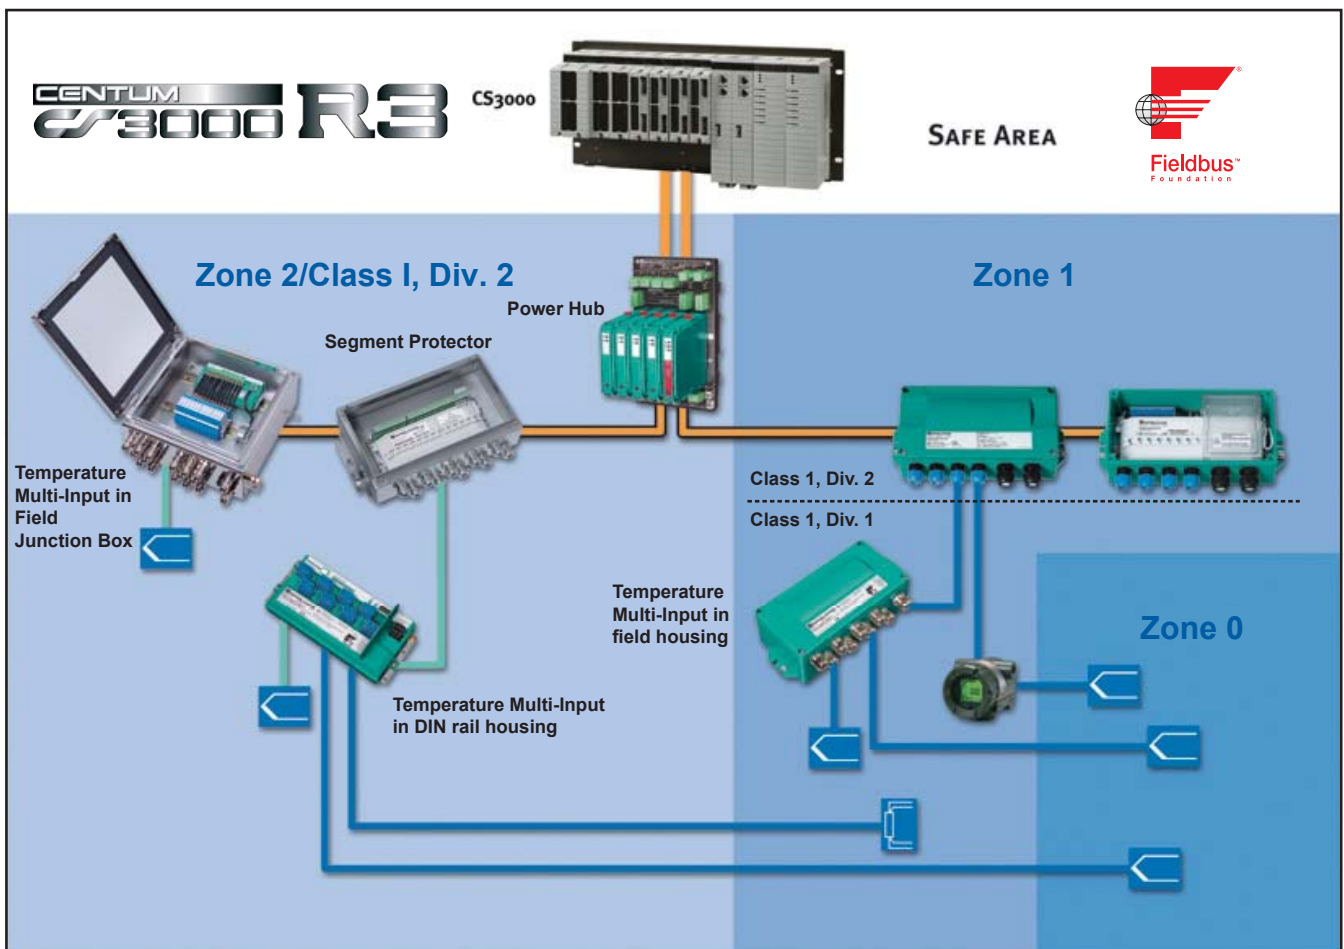 CENTUM
CS3000 R3
CS3000
SAFE AREA
Fieldbus™
Foundation
®
Zone 2/Class I, Div. 2
Zone 1
Power Hub
Segment Protector
Temperature
Multi-Input in
Field
Junction Box
Class 1, Div. 2
Class 1, Div. 1
Temperature
Multi-Input in
field housing
Zone 0
Temperature Multi-Input
in DIN rail housing